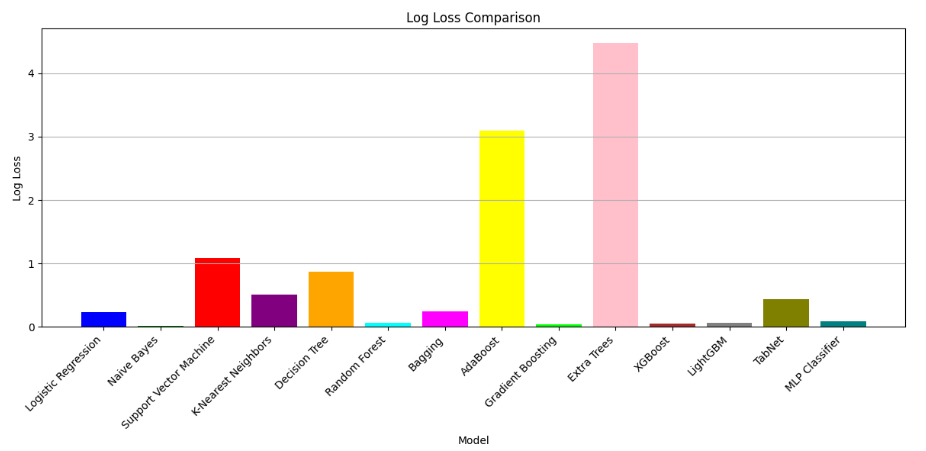 Log Loss Comparison
Log Loss
4
3
2
1
0
Logistic Regression
Naive Bayes
Support Vector Machine
K-Nearest Neighbors
Decision Tree
Random Forest
Bagging
AdaBoost
Gradient Boosting
Extra Trees
XGBoost
LightGBM
TabNet
MLP Classifier
Model